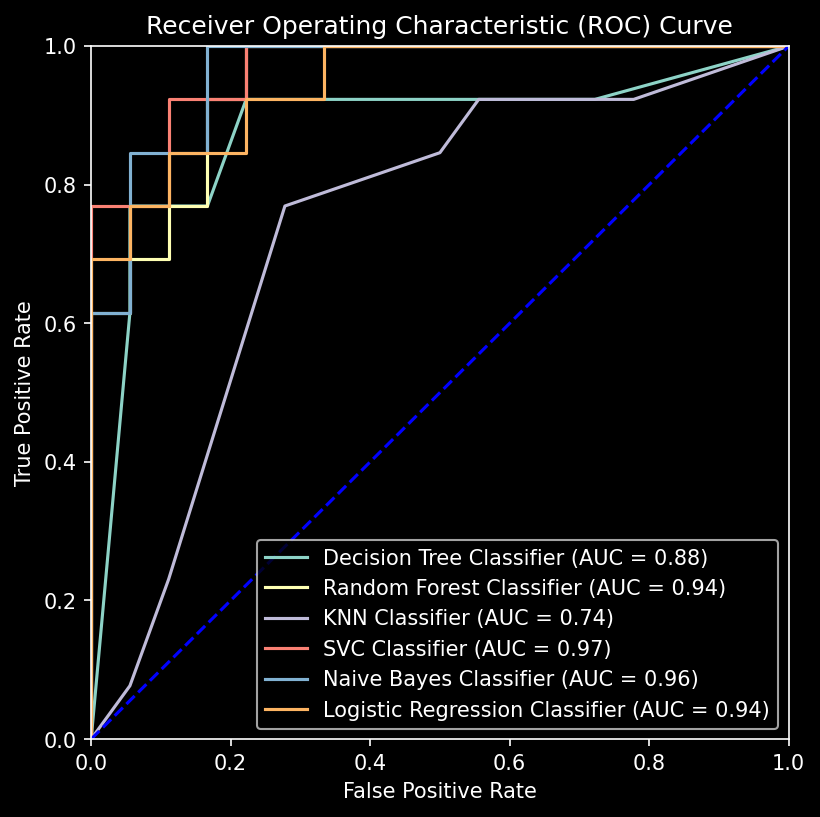 Receiver Operating Characteristic (ROC) Curve
1.0
0.8
0.6
0.4
0.2
0.0
True Positive Rate
Decision Tree Classifier (AUC = 0.88)
Random Forest Classifier (AUC = 0.94)
KNN Classifier (AUC = 0.74)
SVC Classifier (AUC = 0.97)
Naive Bayes Classifier (AUC = 0.96)
Logistic Regression Classifier (AUC = 0.94)
0.0 0.2 0.4 0.6 0.8 1.0
False Positive Rate